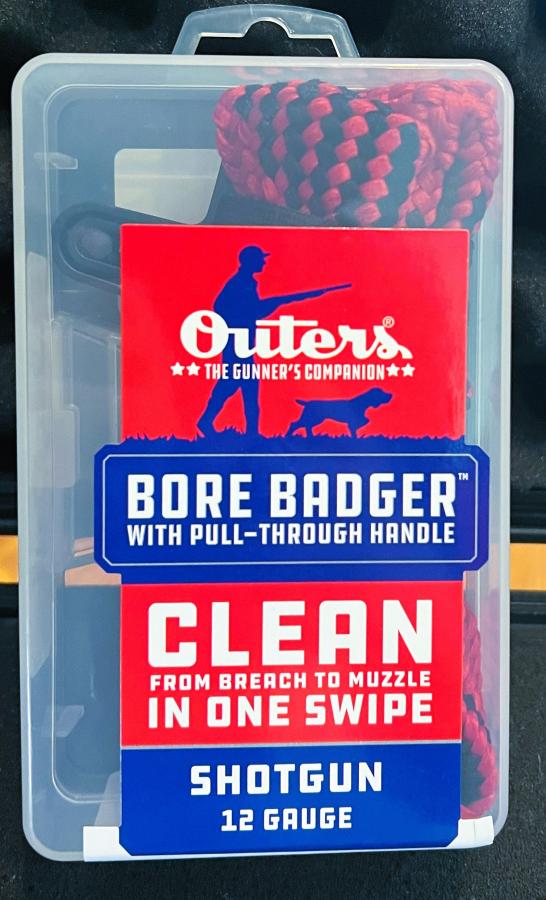 Outers®
★★ THE GUNNER'S COMPANION ★★
BORE BADGER™
WITH PULL-THROUGH HANDLE
CLEAN
FROM BREACH TO MUZZLE
IN ONE SWIPE
SHOTGUN
12 GAUGE